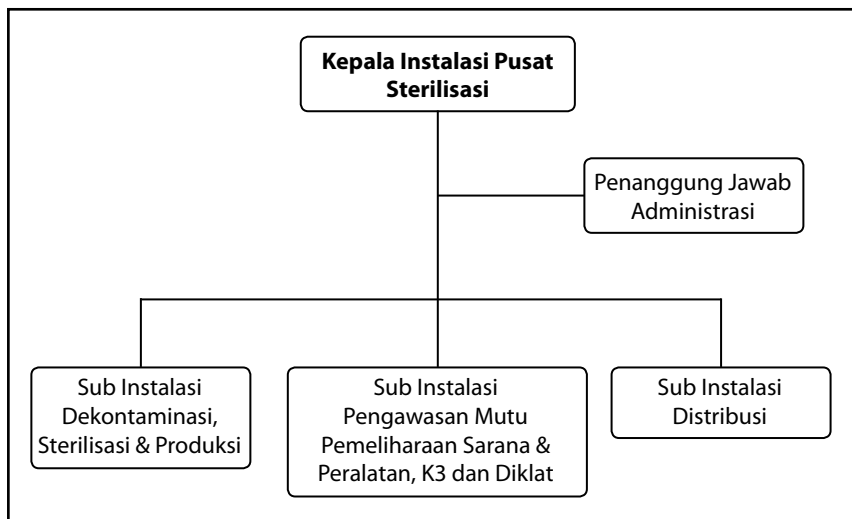 Kepala Instalasi Pusat
Sterilisasi
Penanggung Jawab
Administrasi
Sub Instalasi
Dekontaminasi,
Sterilisasi & Produksi
Sub Instalasi
Pengawasan Mutu
Pemeliharaan Sarana &
Peralatan, K3 dan Diklat
Sub Instalasi
Distribusi